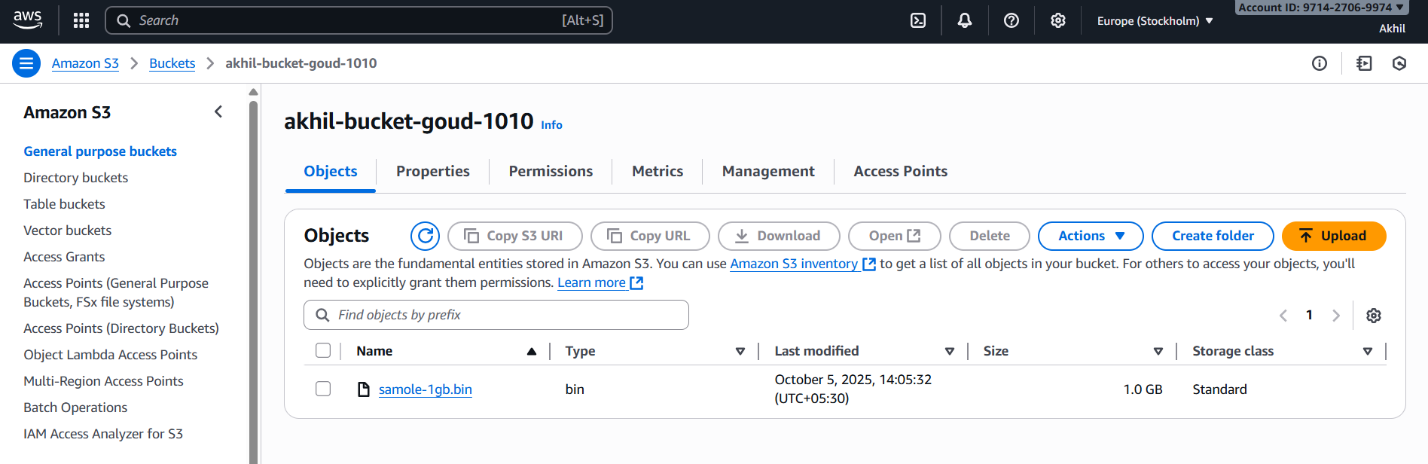 aws
Search [Alt+S]
Europe (Stockholm)
Account ID: 9714-2706-9974
Akhil
Amazon S3 > Buckets > akhil-bucket-goud-1010
Amazon S3
General purpose buckets
Directory buckets
Table buckets
Vector buckets
Access Grants
Access Points (General Purpose
Buckets, FSx file systems)
Access Points (Directory Buckets)
Object Lambda Access Points
Multi-Region Access Points
Batch Operations
IAM Access Analyzer for S3
akhil-bucket-goud-1010 Info
Objects Properties Permissions Metrics Management Access Points
Objects Copy S3 URI Copy URL Download Open Delete Actions Create folder Upload
Objects are the fundamental entities stored in Amazon S3. You can use Amazon S3 inventory to get a list of all objects in your bucket. For others to access your objects, you'll
need to explicitly grant them permissions. Learn more
Find objects by prefix
1
Name Type Last modified Size Storage class
samole-1gb.bin bin October 5, 2025, 14:05:32 1.0 GB Standard
(UTC+05:30)